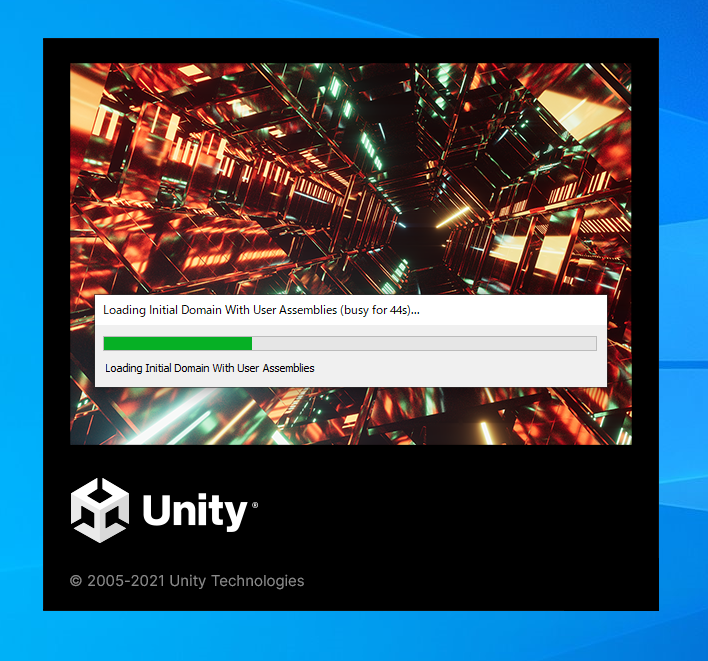 Loading Initial Domain With User Assemblies (busy for 44s)...
Loading Initial Domain With User Assemblies
Unity®
© 2005-2021 Unity Technologies